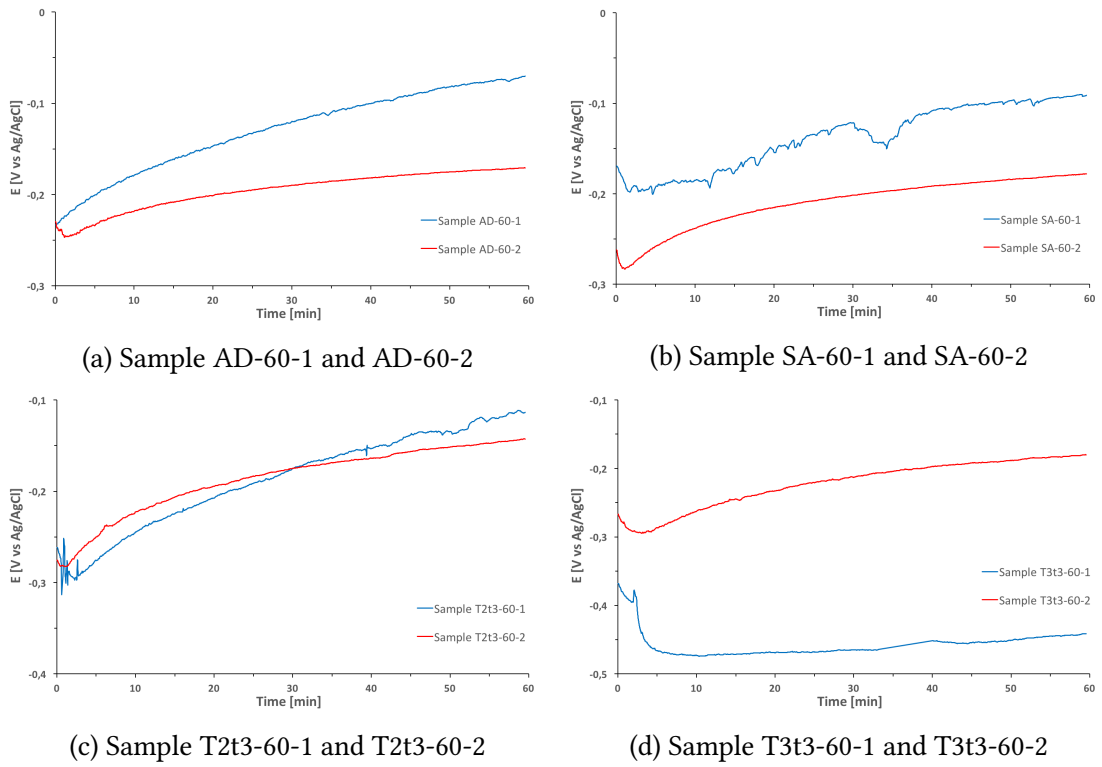 0
-0,1
-0,2
-0,3
E [V vs Ag/AgCl]
0 10 20 30 40 50 60
Time [min]
Sample AD-60-1
Sample AD-60-2
(a) Sample AD-60-1 and AD-60-2
0
-0,1
-0,2
-0,3
E [V vs Ag/AgCl]
0 10 20 30 40 50 60
Time [min]
Sample SA-60-1
Sample SA-60-2
(b) Sample SA-60-1 and SA-60-2
-0,1
-0,2
-0,3
-0,4
E [V vs Ag/AgCl]
0 10 20 30 40 50 60
Time [min]
Sample T2t3-60-1
Sample T2t3-60-2
(c) Sample T2t3-60-1 and T2t3-60-2
-0,1
-0,2
-0,3
-0,4
-0,5
E [V vs Ag/AgCl]
0 10 20 30 40 50 60
Time [min]
Sample T3t3-60-1
Sample T3t3-60-2
(d) Sample T3t3-60-1 and T3t3-60-2